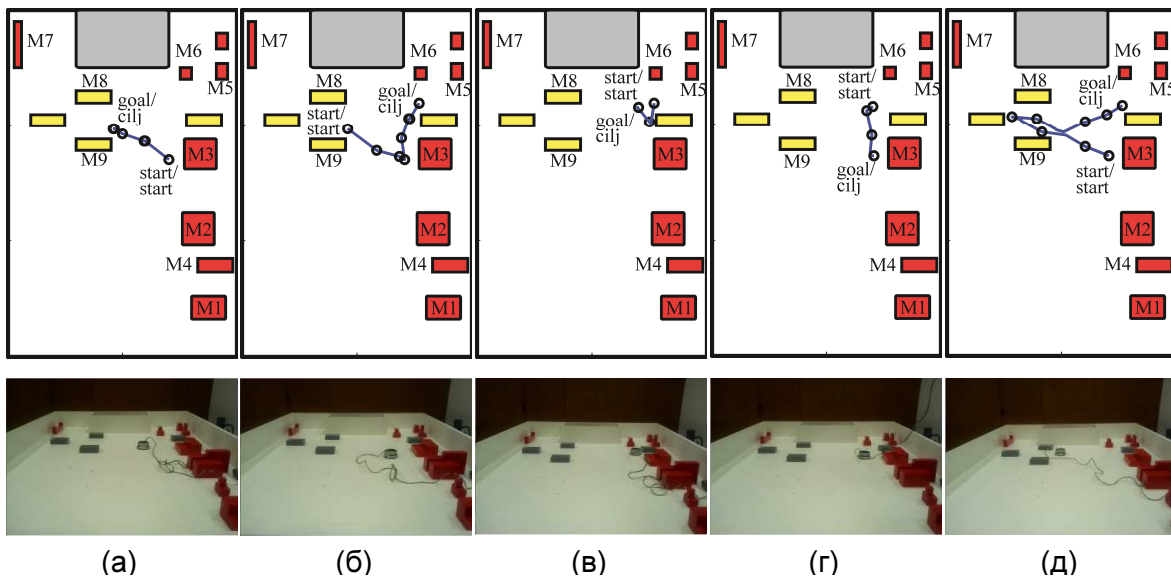 M7
M6
M5
M8
goal/
cilj
M9
M3
start/
start
M2
M4
M1
M7
M6
M8
goal/
cilj
M5
start/
start
M9
M3
M2
M4
M1
M7
M6
start/
start
M5
M8
goal/
cilj
M9
M3
M2
M4
M1
M7
M6
start/
start
M5
M8
M9
M3
goal/
cilj
M2
M4
M1
M7
M6
M8
goal/
cilj
M5
M9
M3
start/
start
M2
M4
M1
(а)
(б)
(в)
(г)
(д)